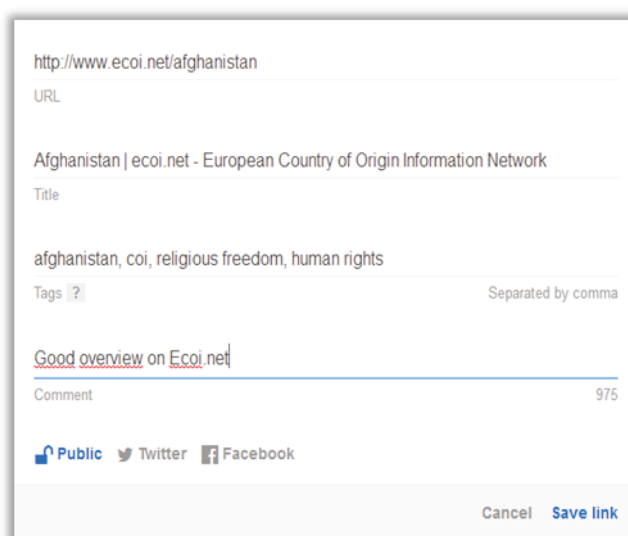 http://www.ecoi.net/afghanistan
URL
Afghanistan | ecoi.net - European Country of Origin Information Network
Title
afghanistan, coi, religious freedom, human rights
Tags ? Separated by comma
Good overview on Ecoi.net
Comment 975
Public Twitter Facebook
Cancel Save link